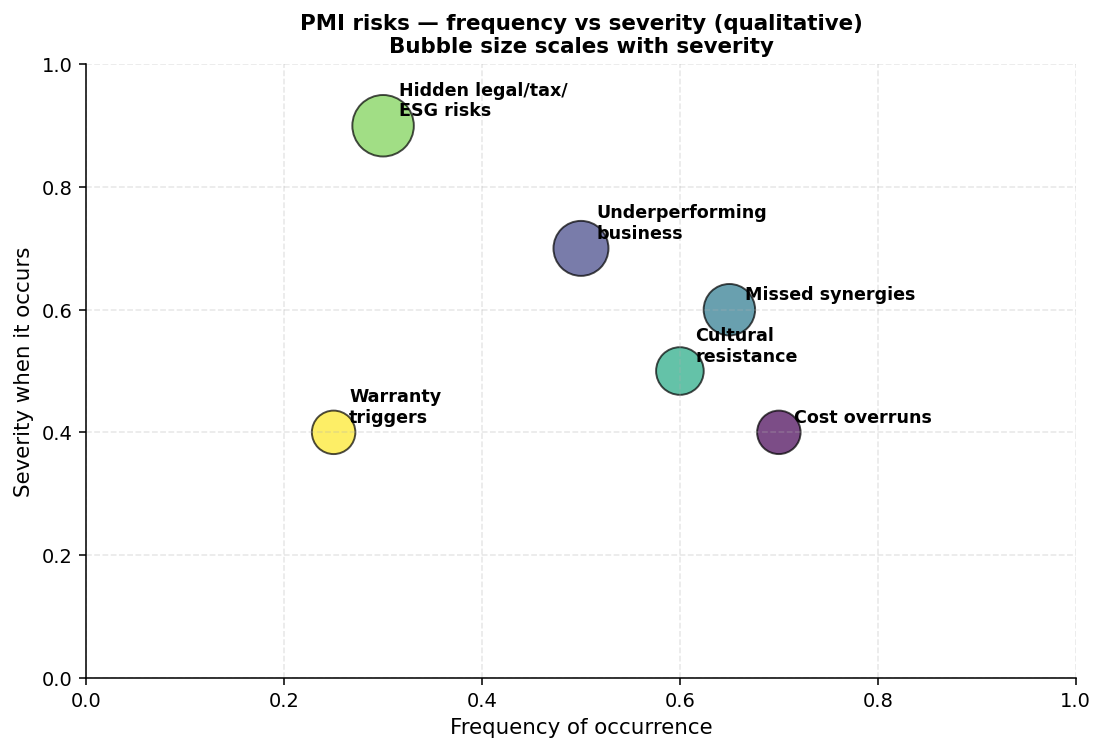 PMI risks — frequency vs severity (qualitative)
Bubble size scales with severity
Severity when it occurs
1.0
0.8
0.6
0.4
0.2
0.0
Hidden legal/tax/
ESG risks
Underperforming
business
Missed synergies
Cultural
resistance
Warranty
triggers
Cost overruns
0.0
0.2
0.4
0.6
0.8
1.0
Frequency of occurrence